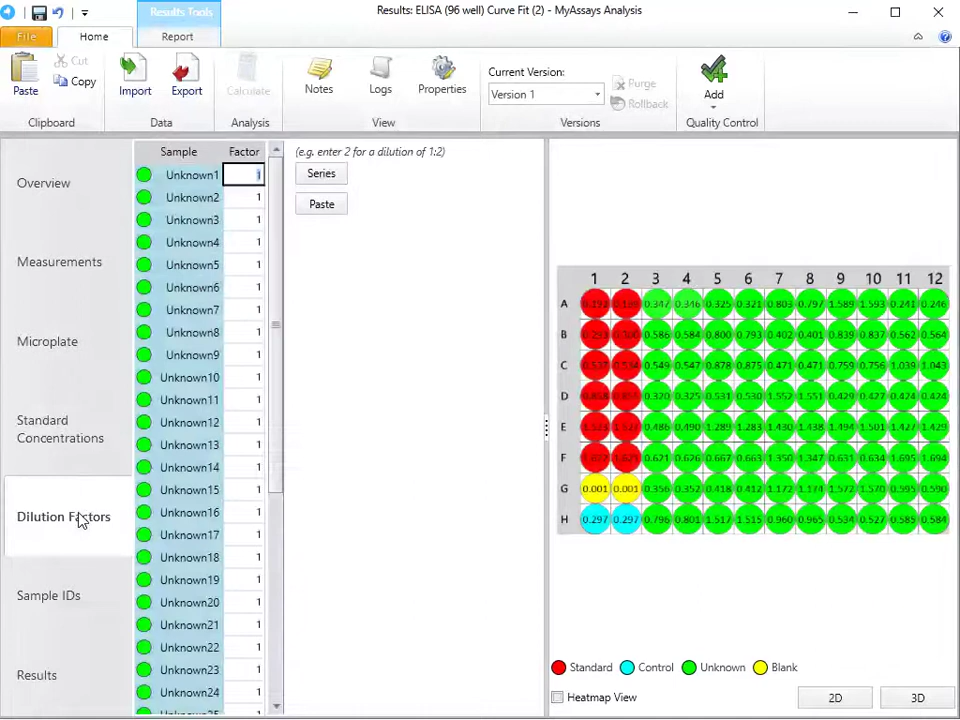 Results Tools
Results: ELISA (96 well) Curve Fit (2) - MyAssays Analysis
File
Home
Report
Paste
Cut
Copy
Clipboard
Import
Export
Data
Calculate
Analysis
Notes
Logs
Properties
View
Current Version:
Version 1
Purge
Rollback
Versions
Add
Quality Control
Overview
Measurements
Microplate
Standard
Concentrations
Dilution Factors
Sample IDs
Results
Sample Factor
Unknown1 1
Unknown2 1
Unknown3 1
Unknown4 1
Unknown5 1
Unknown6 1
Unknown7 1
Unknown8 1
Unknown9 1
Unknown10 1
Unknown11 1
Unknown12 1
Unknown13 1
Unknown14 1
Unknown15 1
Unknown16 1
Unknown17 1
Unknown18 1
Unknown19 1
Unknown20 1
Unknown21 1
Unknown22 1
Unknown23 1
Unknown24 1
(e.g. enter 2 for a dilution of 1:2)
Series
Paste
1 2 3 4 5 6 7 8 9 10 11 12
A 0.347 0.346 0.325 0.321 0.803 0.797 1.589 1.593 0.241 0.246
B 0.586 0.584 0.800 0.793 0.402 0.401 0.839 0.837 0.562 0.564
C 0.549 0.547 0.878 0.875 0.471 0.471 0.759 0.756 1.039 1.043
D 0.320 0.325 0.531 0.530 1.552 1.551 0.429 0.427 0.424 0.424
E 0.486 0.490 1.289 1.283 1.430 1.438 1.494 1.501 1.427 1.429
F 0.621 0.626 0.667 0.663 1.350 1.347 0.631 0.634 1.695 1.694
G 0.001 0.001 0.356 0.352 0.418 0.412 1.172 1.174 1.572 1.570 0.595 0.590
H 0.297 0.297 0.796 0.801 1.517 1.515 0.960 0.965 0.534 0.527 0.585 0.584
Standard Control Unknown Blank
Heatmap View
2D
3D